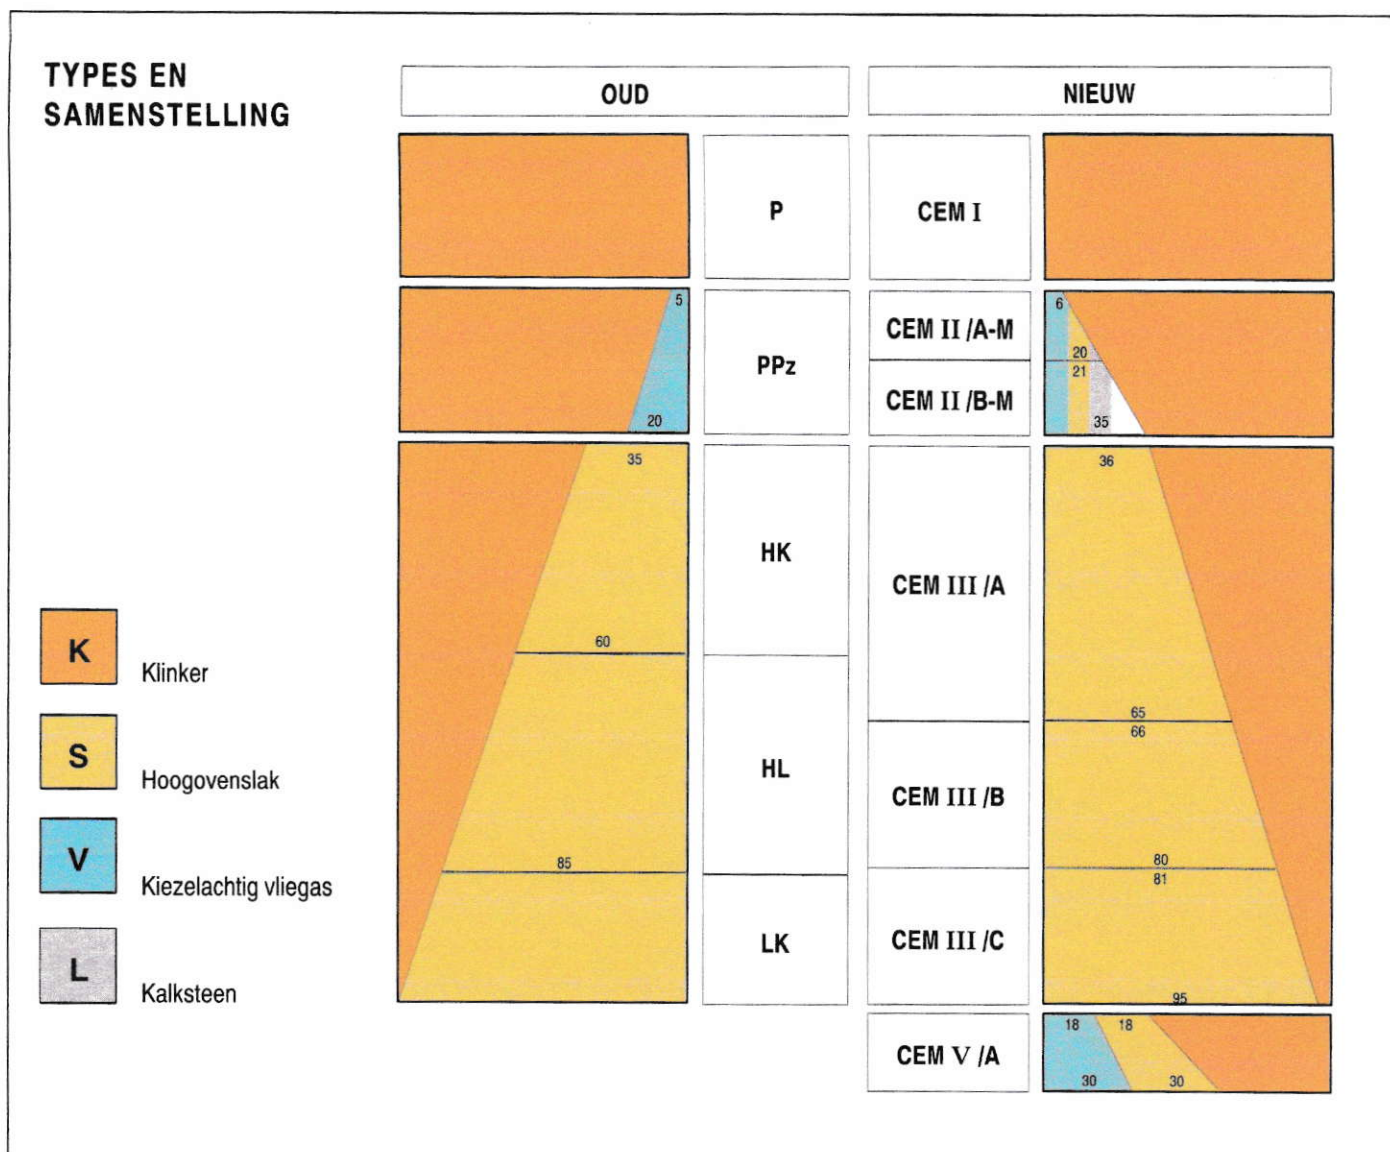 TYPES EN
SAMENSTELLING
OUD
NIEUW
P
CEM I
5
PPz
20
CEM II /A-M
CEM II /B-M
6
20
21
35
35
HK
60
HL
85
LK
CEM III /A
36
65
66
CEM III /B
80
81
CEM III /C
95
CEM V /A
18 18
30 30
K Klinker
S Hoogovenslak
V Kiezelachtig vliegas
L Kalksteen